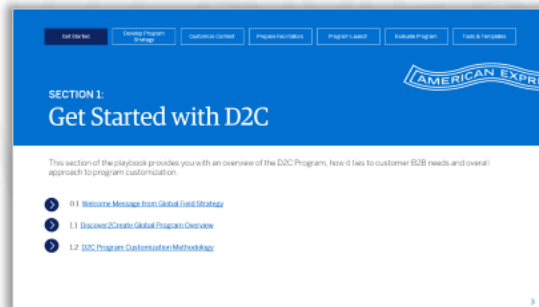 Get Started
Develop Program
Strategy
Customize Content
Prepare Facilitators
Program Launch
Evaluate Program
Tools & Templates
AMERICAN EXPR
SECTION 1:
Get Started with D2C
This section of the playbook provides you with an overview of the D2C Program, how it ties to customer B2B needs and overall
approach to program customization.
0.1 Welcome Message from Global Field Strategy
1.1 Discover2Create Global Program Overview
1.2 D2C Program Customization Methodology
3